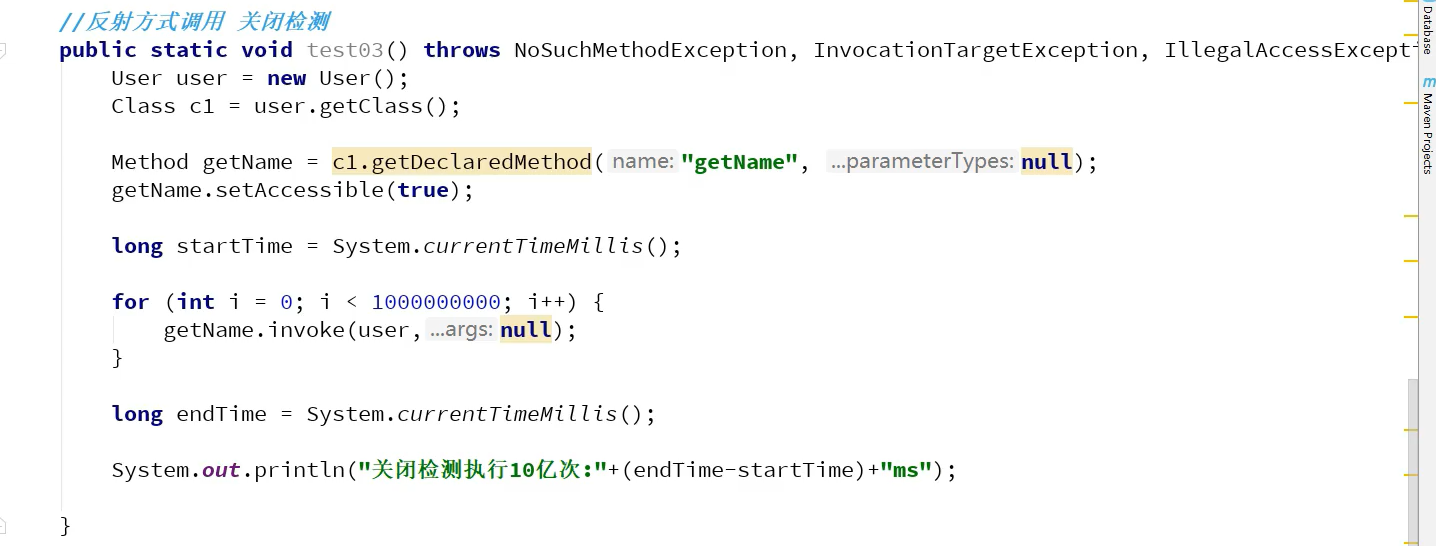 //反射方式调用 关闭检测
public static void test03() throws NoSuchMethodException, InvocationTargetException, IllegalAccessExcepti
User user = new User();
Class c1 = user.getClass();
Method getName = c1.getDeclaredMethod( name: "getName", ...parameterTypes: null);
getName.setAccessible(true);
long startTime = System.currentTimeMillis();
for (int i = 0; i < 1000000000; i++) {
getName.invoke(user, ...args: null);
}
long endTime = System.currentTimeMillis();
System.out.println("关闭检测执行10亿次:"+(endTime-startTime)+"ms");
}
Database
m Maven Projects